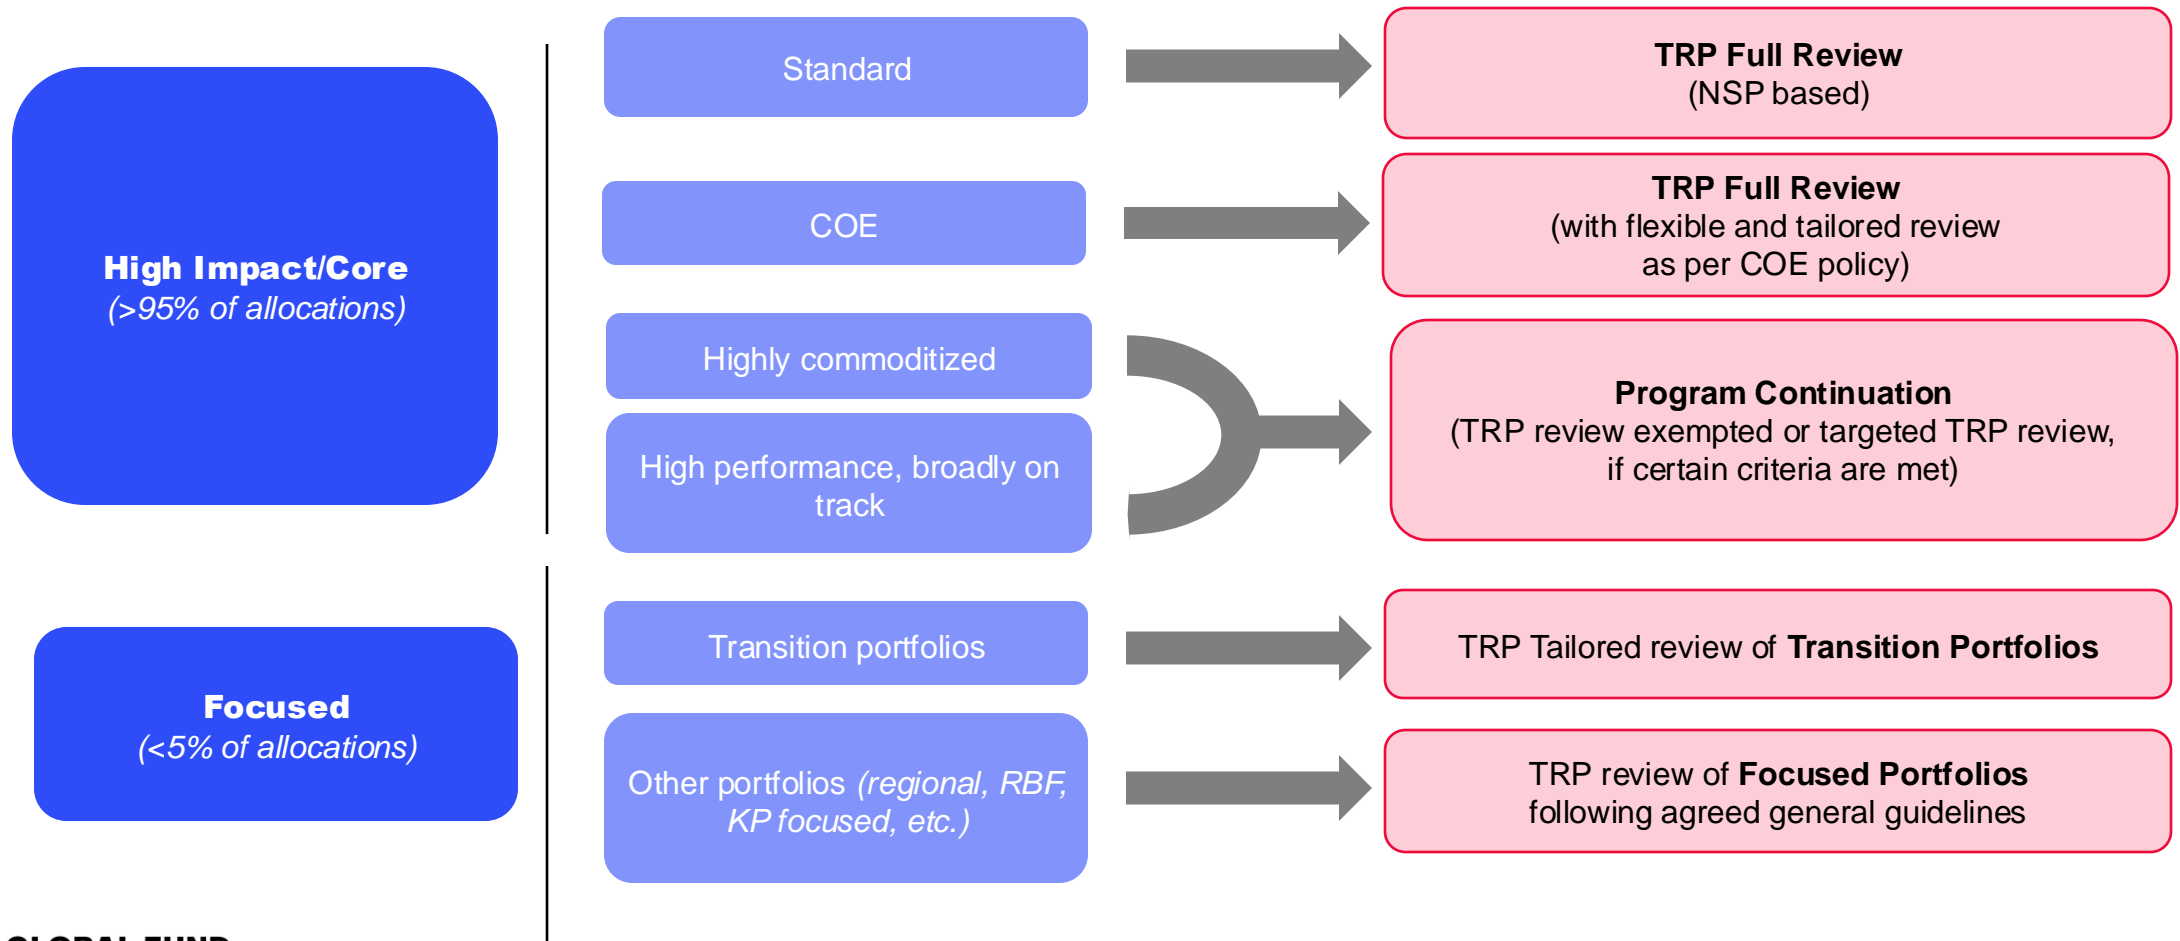 High Impact/Core
(>95% of allocations)
Standard
TRP Full Review
(NSP based)
COE
TRP Full Review
(with flexible and tailored review
as per COE policy)
Highly commoditized
High performance, broadly on
track
Program Continuation
(TRP review exempted or targeted TRP review,
if certain criteria are met)
Focused
(<5% of allocations)
Transition portfolios
TRP Tailored review of Transition Portfolios
Other portfolios (regional, RBF,
KP focused, etc.)
TRP review of Focused Portfolios
following agreed general guidelines
GLOBAL FUND